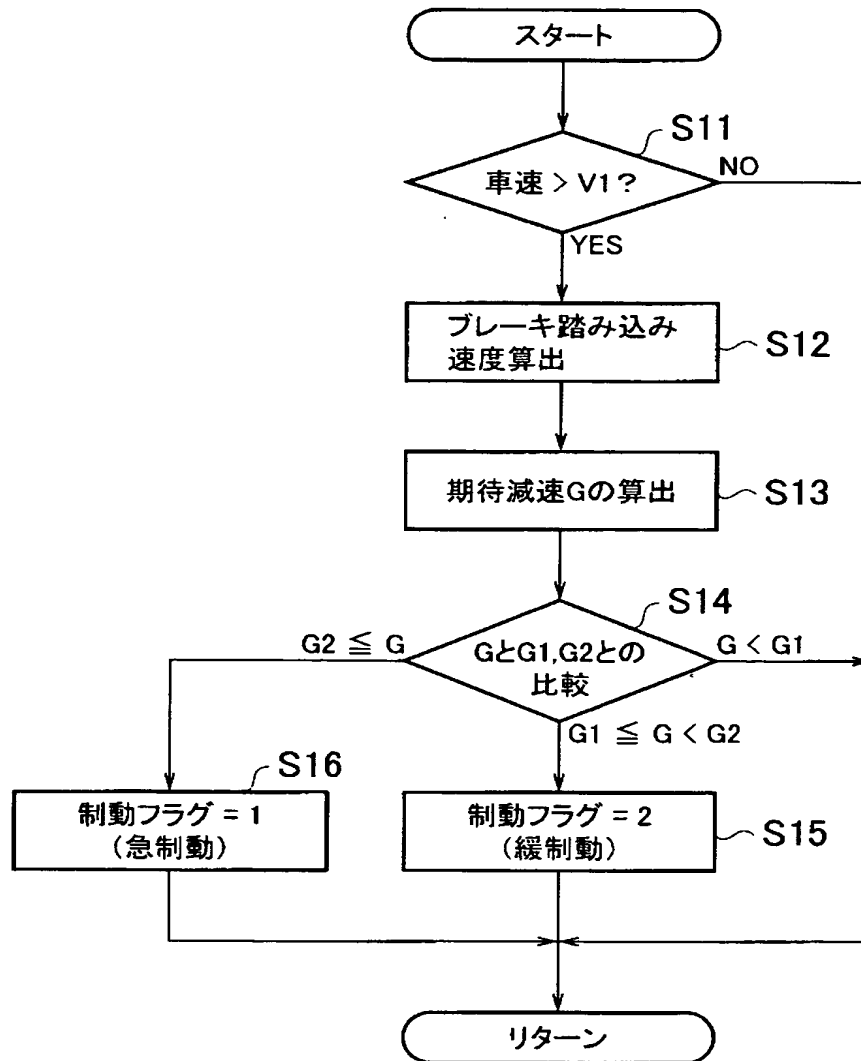 スタート
S11
車速 > V1?
NO
YES
ブレーキ踏み込み
速度算出
S12
期待減速Gの算出
S13
S14
G2 ≦ G
GとG1,G2との
比較
G < G1
G1 ≦ G < G2
S16
制動フラグ = 1
(急制動)
制動フラグ = 2
(緩制動)
S15
リターン